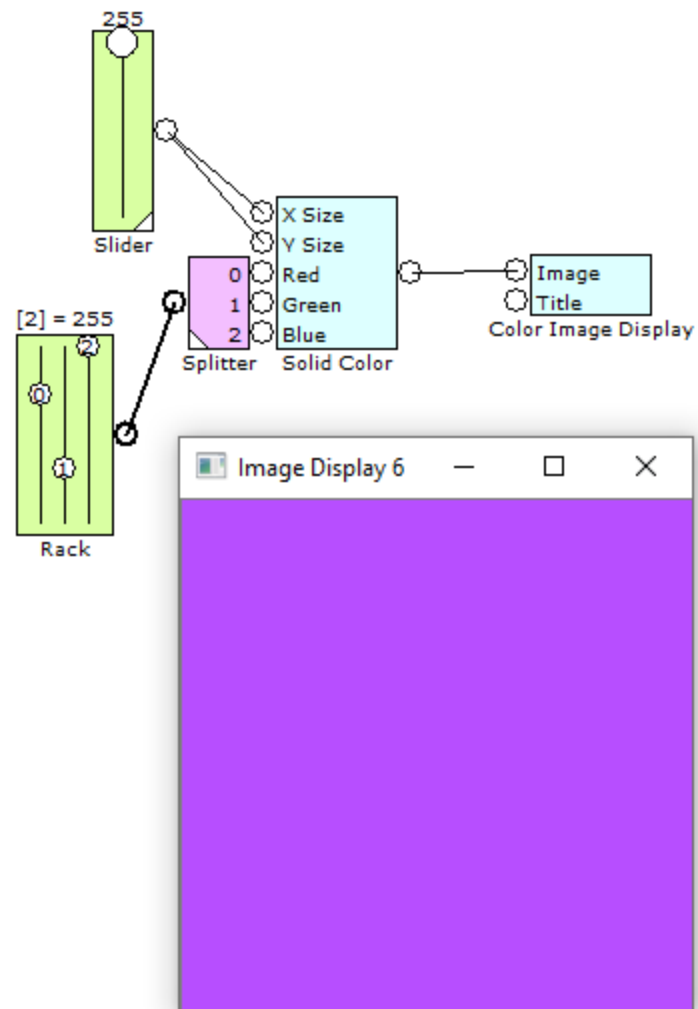 255
Slider
X Size
Y Size
Red
Green
Blue
Solid Color
0
1
2
Splitter
Image
Title
Color Image Display
[2] = 255
0
1
2
Rack
Image Display 6